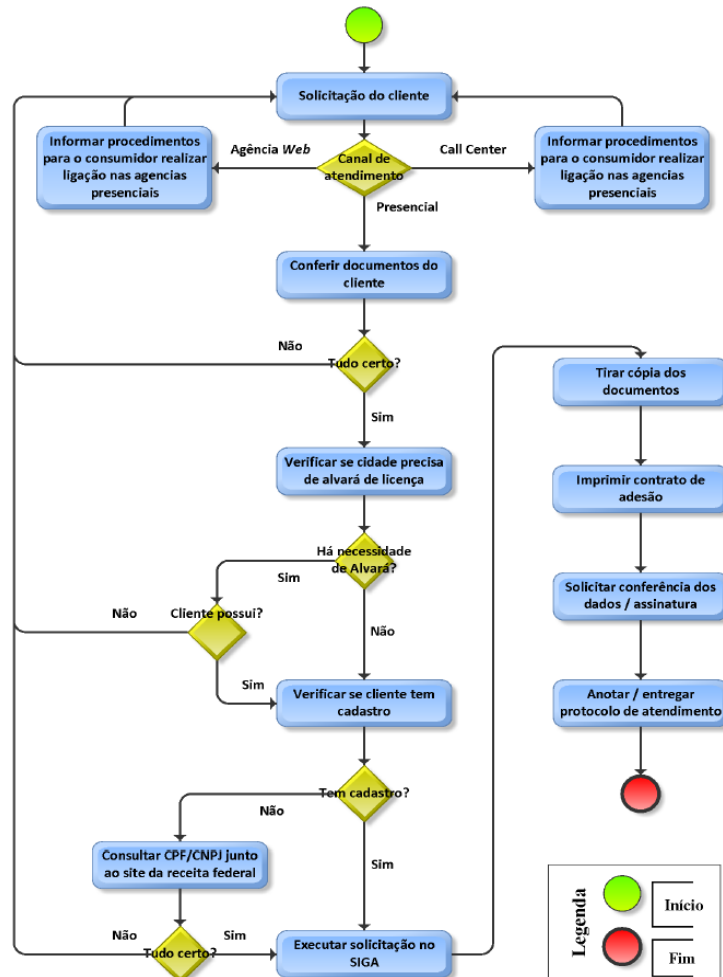 Solicitação do cliente
Informar procedimentos
para o consumidor realizar
ligação nas agencias
presenciais
Agência Web
Canal de
atendimento
Call Center
Informar procedimentos
para o consumidor realizar
ligação nas agencias
presenciais
Presencial
Conferir documentos do
cliente
Não
Tudo certo?
Sim
Tirar cópia dos
documentos
Verificar se cidade precisa
de alvará de licença
Imprimir contrato de
adesão
Há necessidade
de Alvará?
Sim
Não
Cliente possui?
Não
Solicitar conferência dos
dados / assinatura
Sim
Verificar se cliente tem
cadastro
Anotar / entregar
protocolo de atendimento
Tem cadastro?
Não
Consultar CPF/CNPJ junto
ao site da receita federal
Sim
Não
Tudo certo?
Sim
Executar solicitação no
SIGA
Legenda
Início
Fim